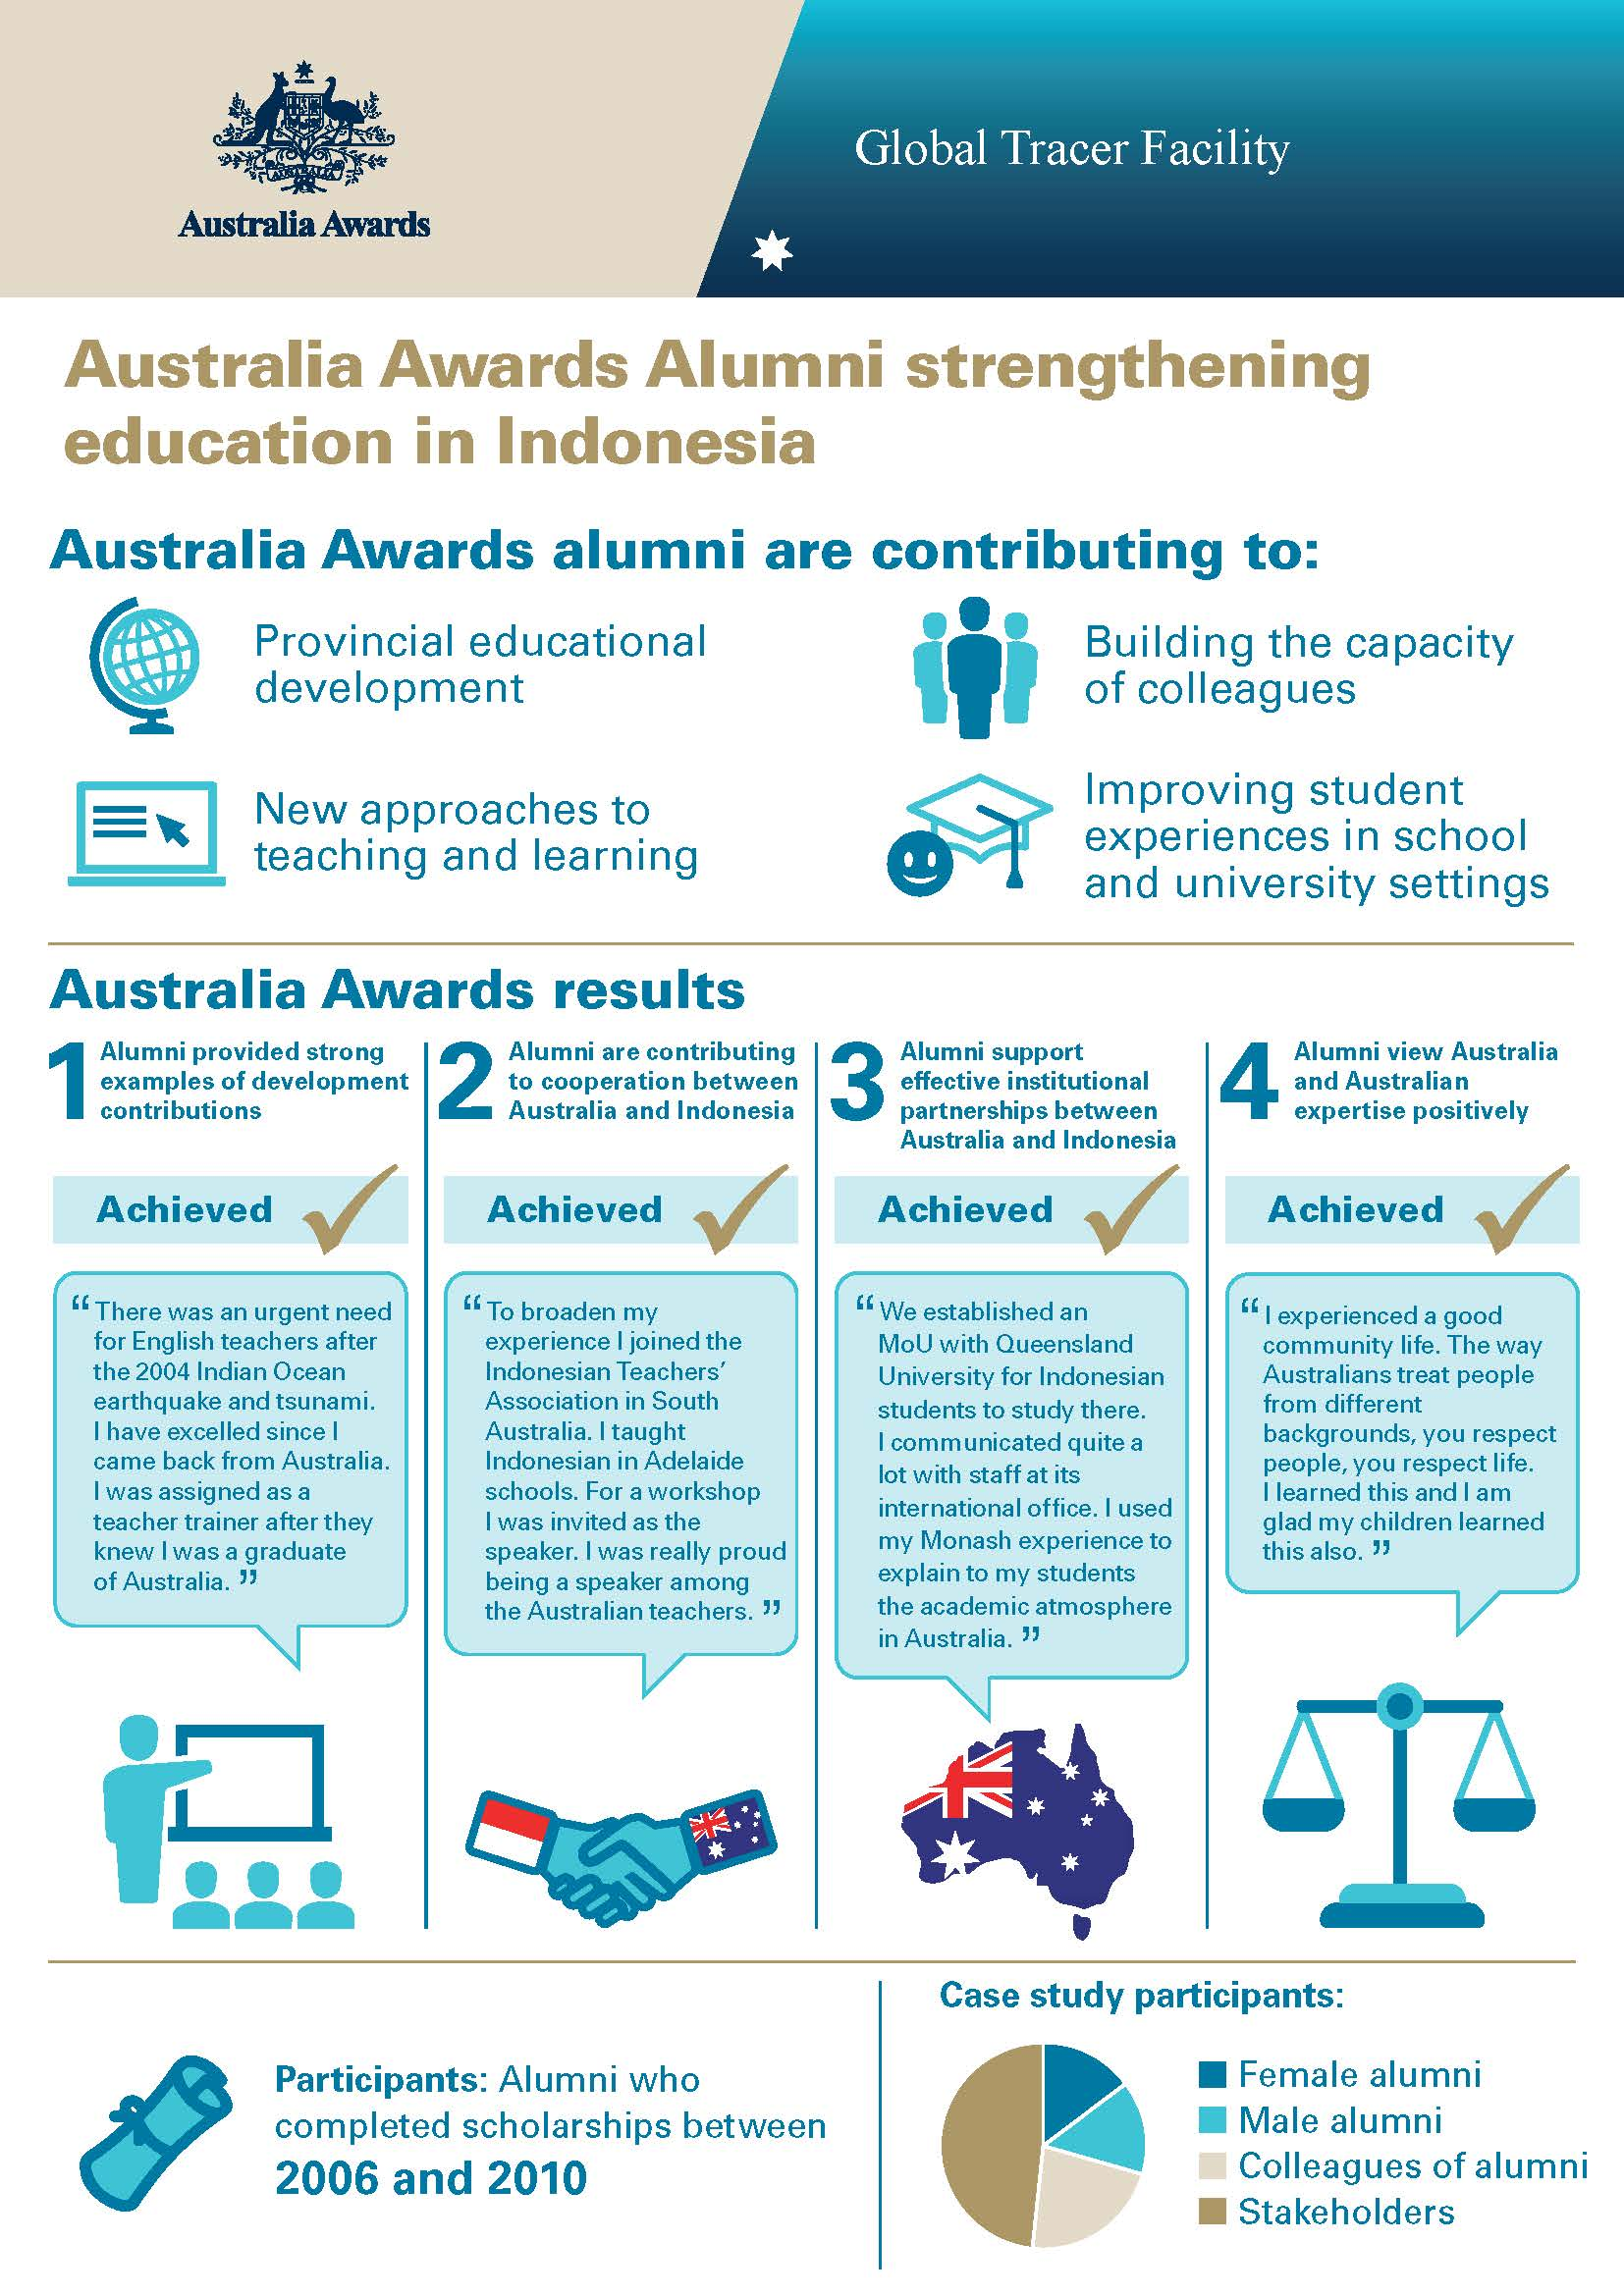 AUSTRALIA
Australia Awards
Global Tracer Facility
Australia Awards Alumni strengthening
education in Indonesia
Australia Awards alumni are contributing to:
Provincial educational
development
Building the capacity
of colleagues
New approaches to
teaching and learning
Improving student
experiences in school
and university settings
Australia Awards results
1
Alumni provided strong
examples of development
contributions
Achieved
“There was an urgent need
for English teachers after
the 2004 Indian Ocean
earthquake and tsunami.
I have excelled since I
came back from Australia.
I was assigned as a
teacher trainer after they
knew I was a graduate
of Australia.”
2
Alumni are contributing
to cooperation between
Australia and Indonesia
Achieved
“To broaden my
experience I joined the
Indonesian Teachers’
Association in South
Australia. I taught
Indonesian in Adelaide
schools. For a workshop
I was invited as the
speaker. I was really proud
being a speaker among
the Australian teachers.”
3
Alumni support
effective institutional
partnerships between
Australia and Indonesia
Achieved
“We established an
MoU with Queensland
University for Indonesian
students to study there.
I communicated quite a
lot with staff at its
international office. I used
my Monash experience to
explain to my students
the academic atmosphere
in Australia.”
4
Alumni view Australia
and Australian
expertise positively
Achieved
“I experienced a good
community life. The way
Australians treat people
from different
backgrounds, you respect
people, you respect life.
I learned this and I am
glad my children learned
this also.”
Participants: Alumni who
completed scholarships between
2006 and 2010
Case study participants:
Female alumni
Male alumni
Colleagues of alumni
Stakeholders